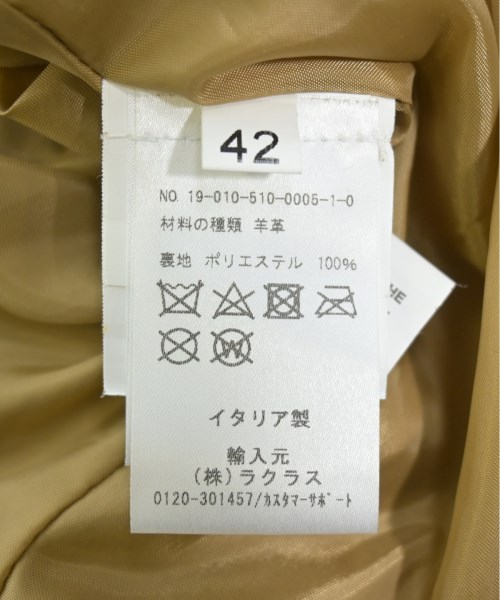 42
NO. 19-010-510-0005-1-0
材料の種類 羊革
裏地 ポリエステル 100%
HE
W
イタリア製
輸入元
(株)ラクラス
0120-301457/カスタマーサポート